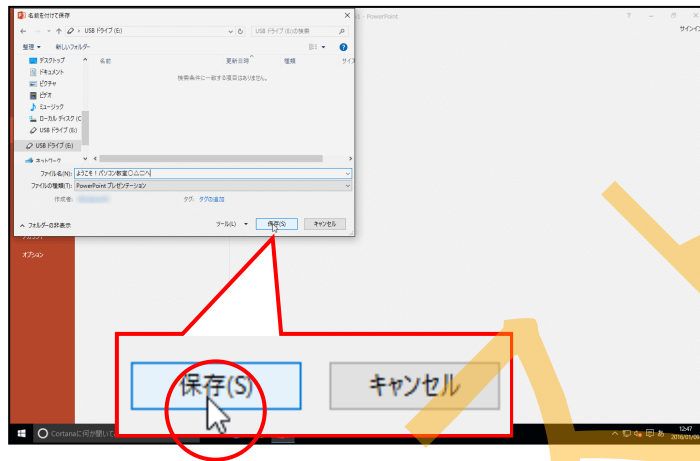 名前を付けて保存
- PowerPoint
サインイン
USB ドライブ (E:)
USB ドライブ (E:)の検索
整理
新しいフォルダー
名前
更新日時
種類
サイズ
検索条件に一致する項目はありません。
デスクトップ
ドキュメント
ピクチャ
ビデオ
ミュージック
ローカル ディスク (C
USB ドライブ (E:)
USB ドライブ (E:)
ネットワーク
ファイル名(N): ようこそ！パソコン教室〇△□へ
ファイルの種類(T): PowerPoint プレゼンテーション
作成者:
タグ: タグの追加
フォルダーの非表示
ツール(L)
保存(S)
キャンセル
オプション
保存(S)
キャンセル
Cortanaに何か聞いて
あ
12:47